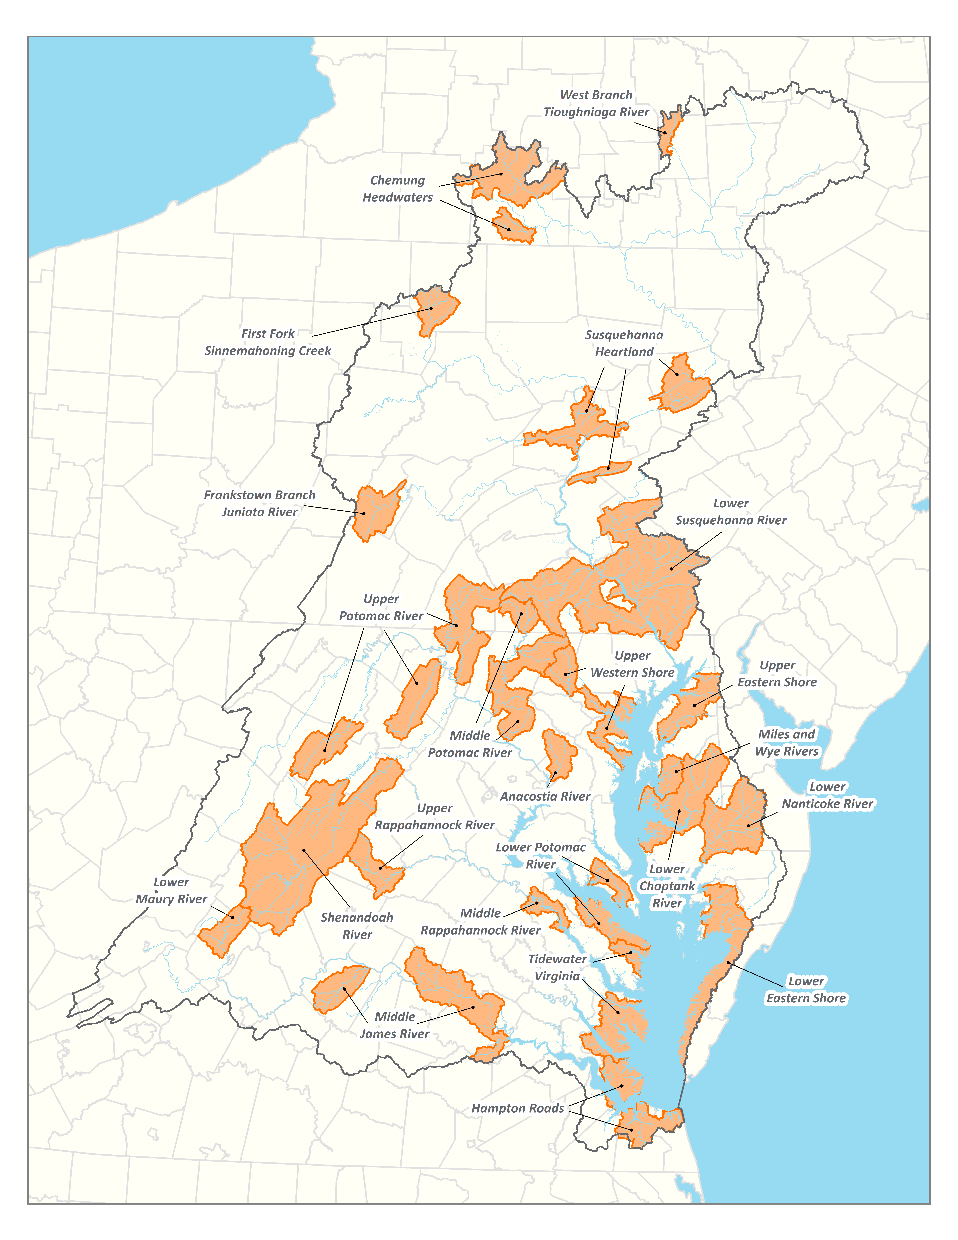 West Branch
Tioughnioga River
Chemung
Headwaters
First Fork
Sinnemahoning Creek
Susquehanna
Heartland
Frankstown Branch
Juniata River
Lower
Susquehanna River
Upper
Potomac River
Upper
Western Shore
Upper
Eastern Shore
Middle
Potomac River
Miles and
Wye Rivers
Anacostia River
Lower
Nanticoke River
Upper
Rappahannock River
Lower Potomac
River
Lower
Choptank
River
Lower
Maury River
Shenandoah
River
Middle
Rappahannock River
Tidewater
Virginia
Lower
Eastern Shore
Middle
James River
Hampton Roads